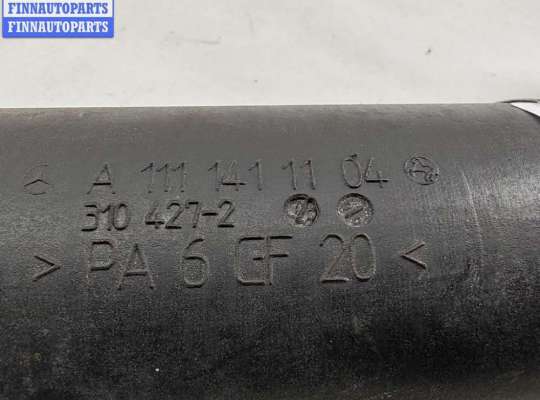 FINNAUTOPARTS
FINNAUTOPARTS
A 111 141 11 04
310 427-2
> PA 6 GF 20 <